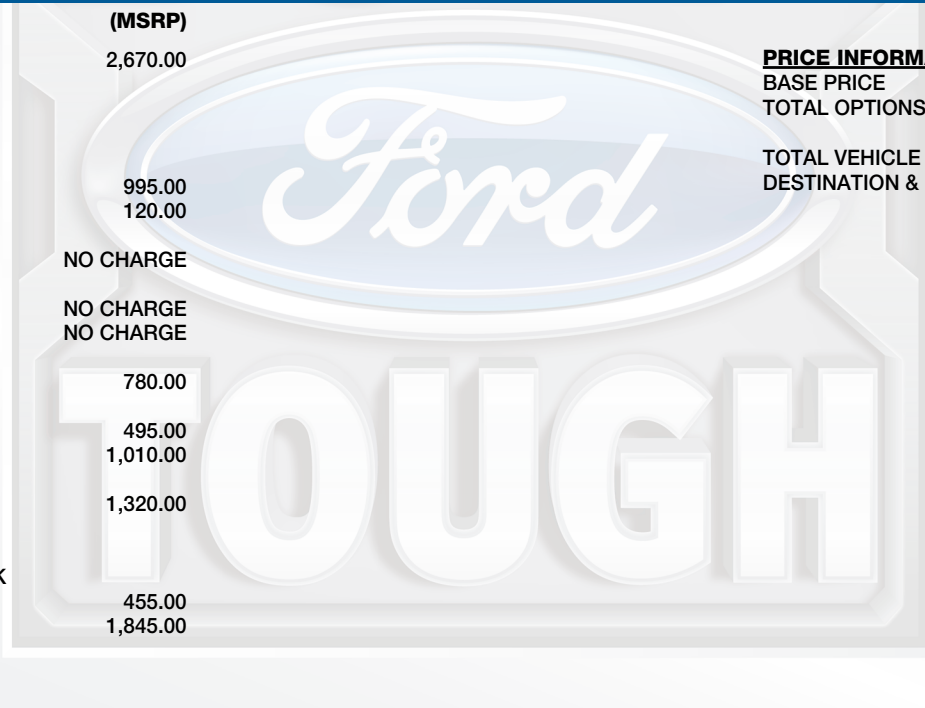 (MSRP)
2,670.00
995.00
120.00
NO CHARGE
NO CHARGE
NO CHARGE
780.00
495.00
1,010.00
1,320.00
K
455.00
1,845.00
PRICE INFORMA
BASE PRICE
TOTAL OPTIONS
TOTAL VEHICLE
DESTINATION &
Ford
TOUGH